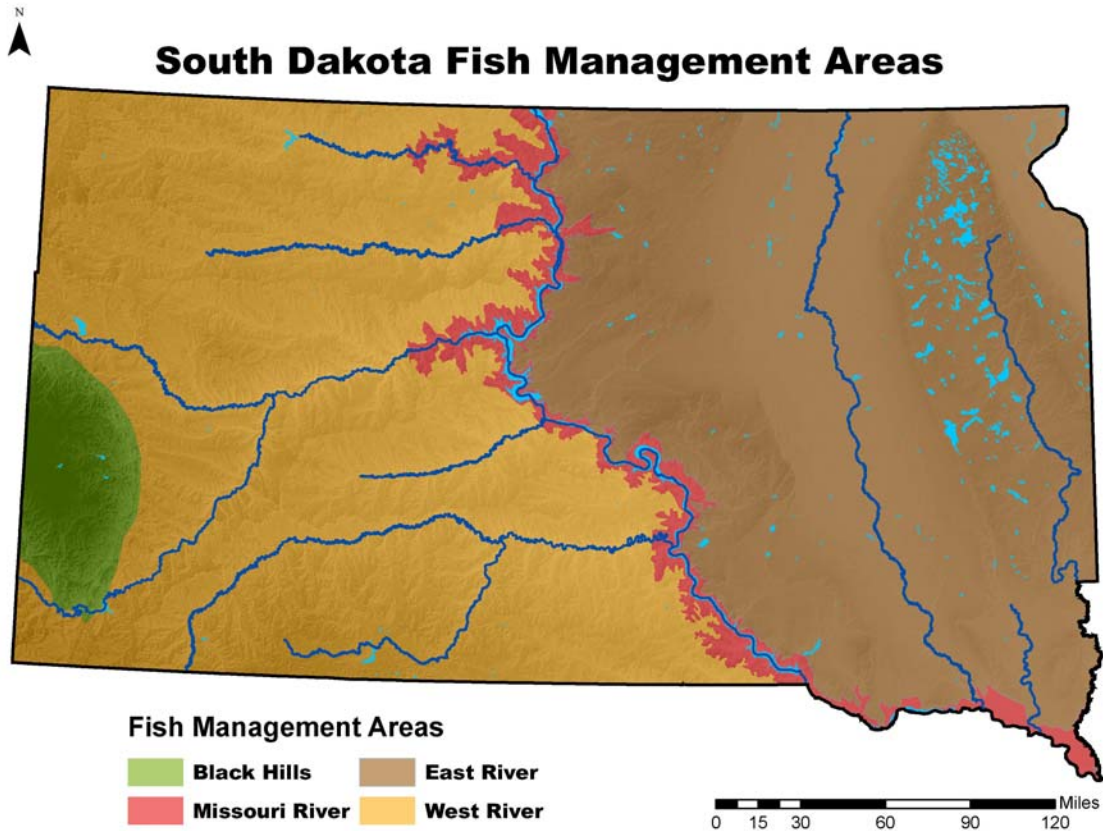 N
South Dakota Fish Management Areas
Fish Management Areas
Black Hills
East River
Missouri River
West River
Miles
0 15 30 60 90 120